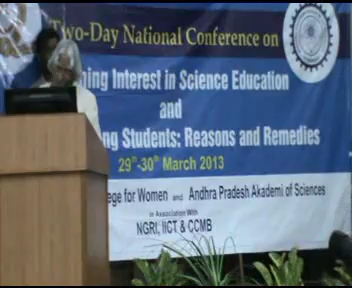 Two-Day National Conference on
Interest in Science Education
and
Students: Reasons and Remedies
29th-30th March 2013
for Women and Andhra Pradesh Akademi of Sciences
in Association With
NGRI, IICT & CCMB